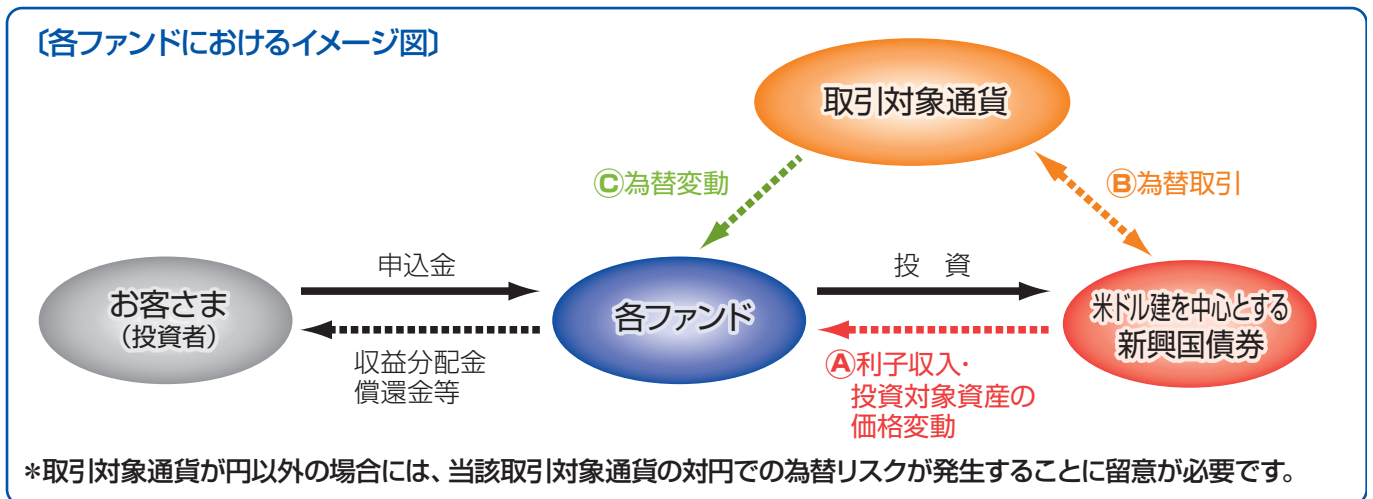 〔各ファンドにおけるイメージ図〕
取引対象通貨
Ⓒ為替変動
Ⓑ為替取引
申込金
投　資
お客さま
（投資者）
各ファンド
米ドル建を中心とする
新興国債券
収益分配金
償還金等
Ⓐ利子収入・
投資対象資産の
価格変動
＊取引対象通貨が円以外の場合には、当該取引対象通貨の対円での為替リスクが発生することに留意が必要です。